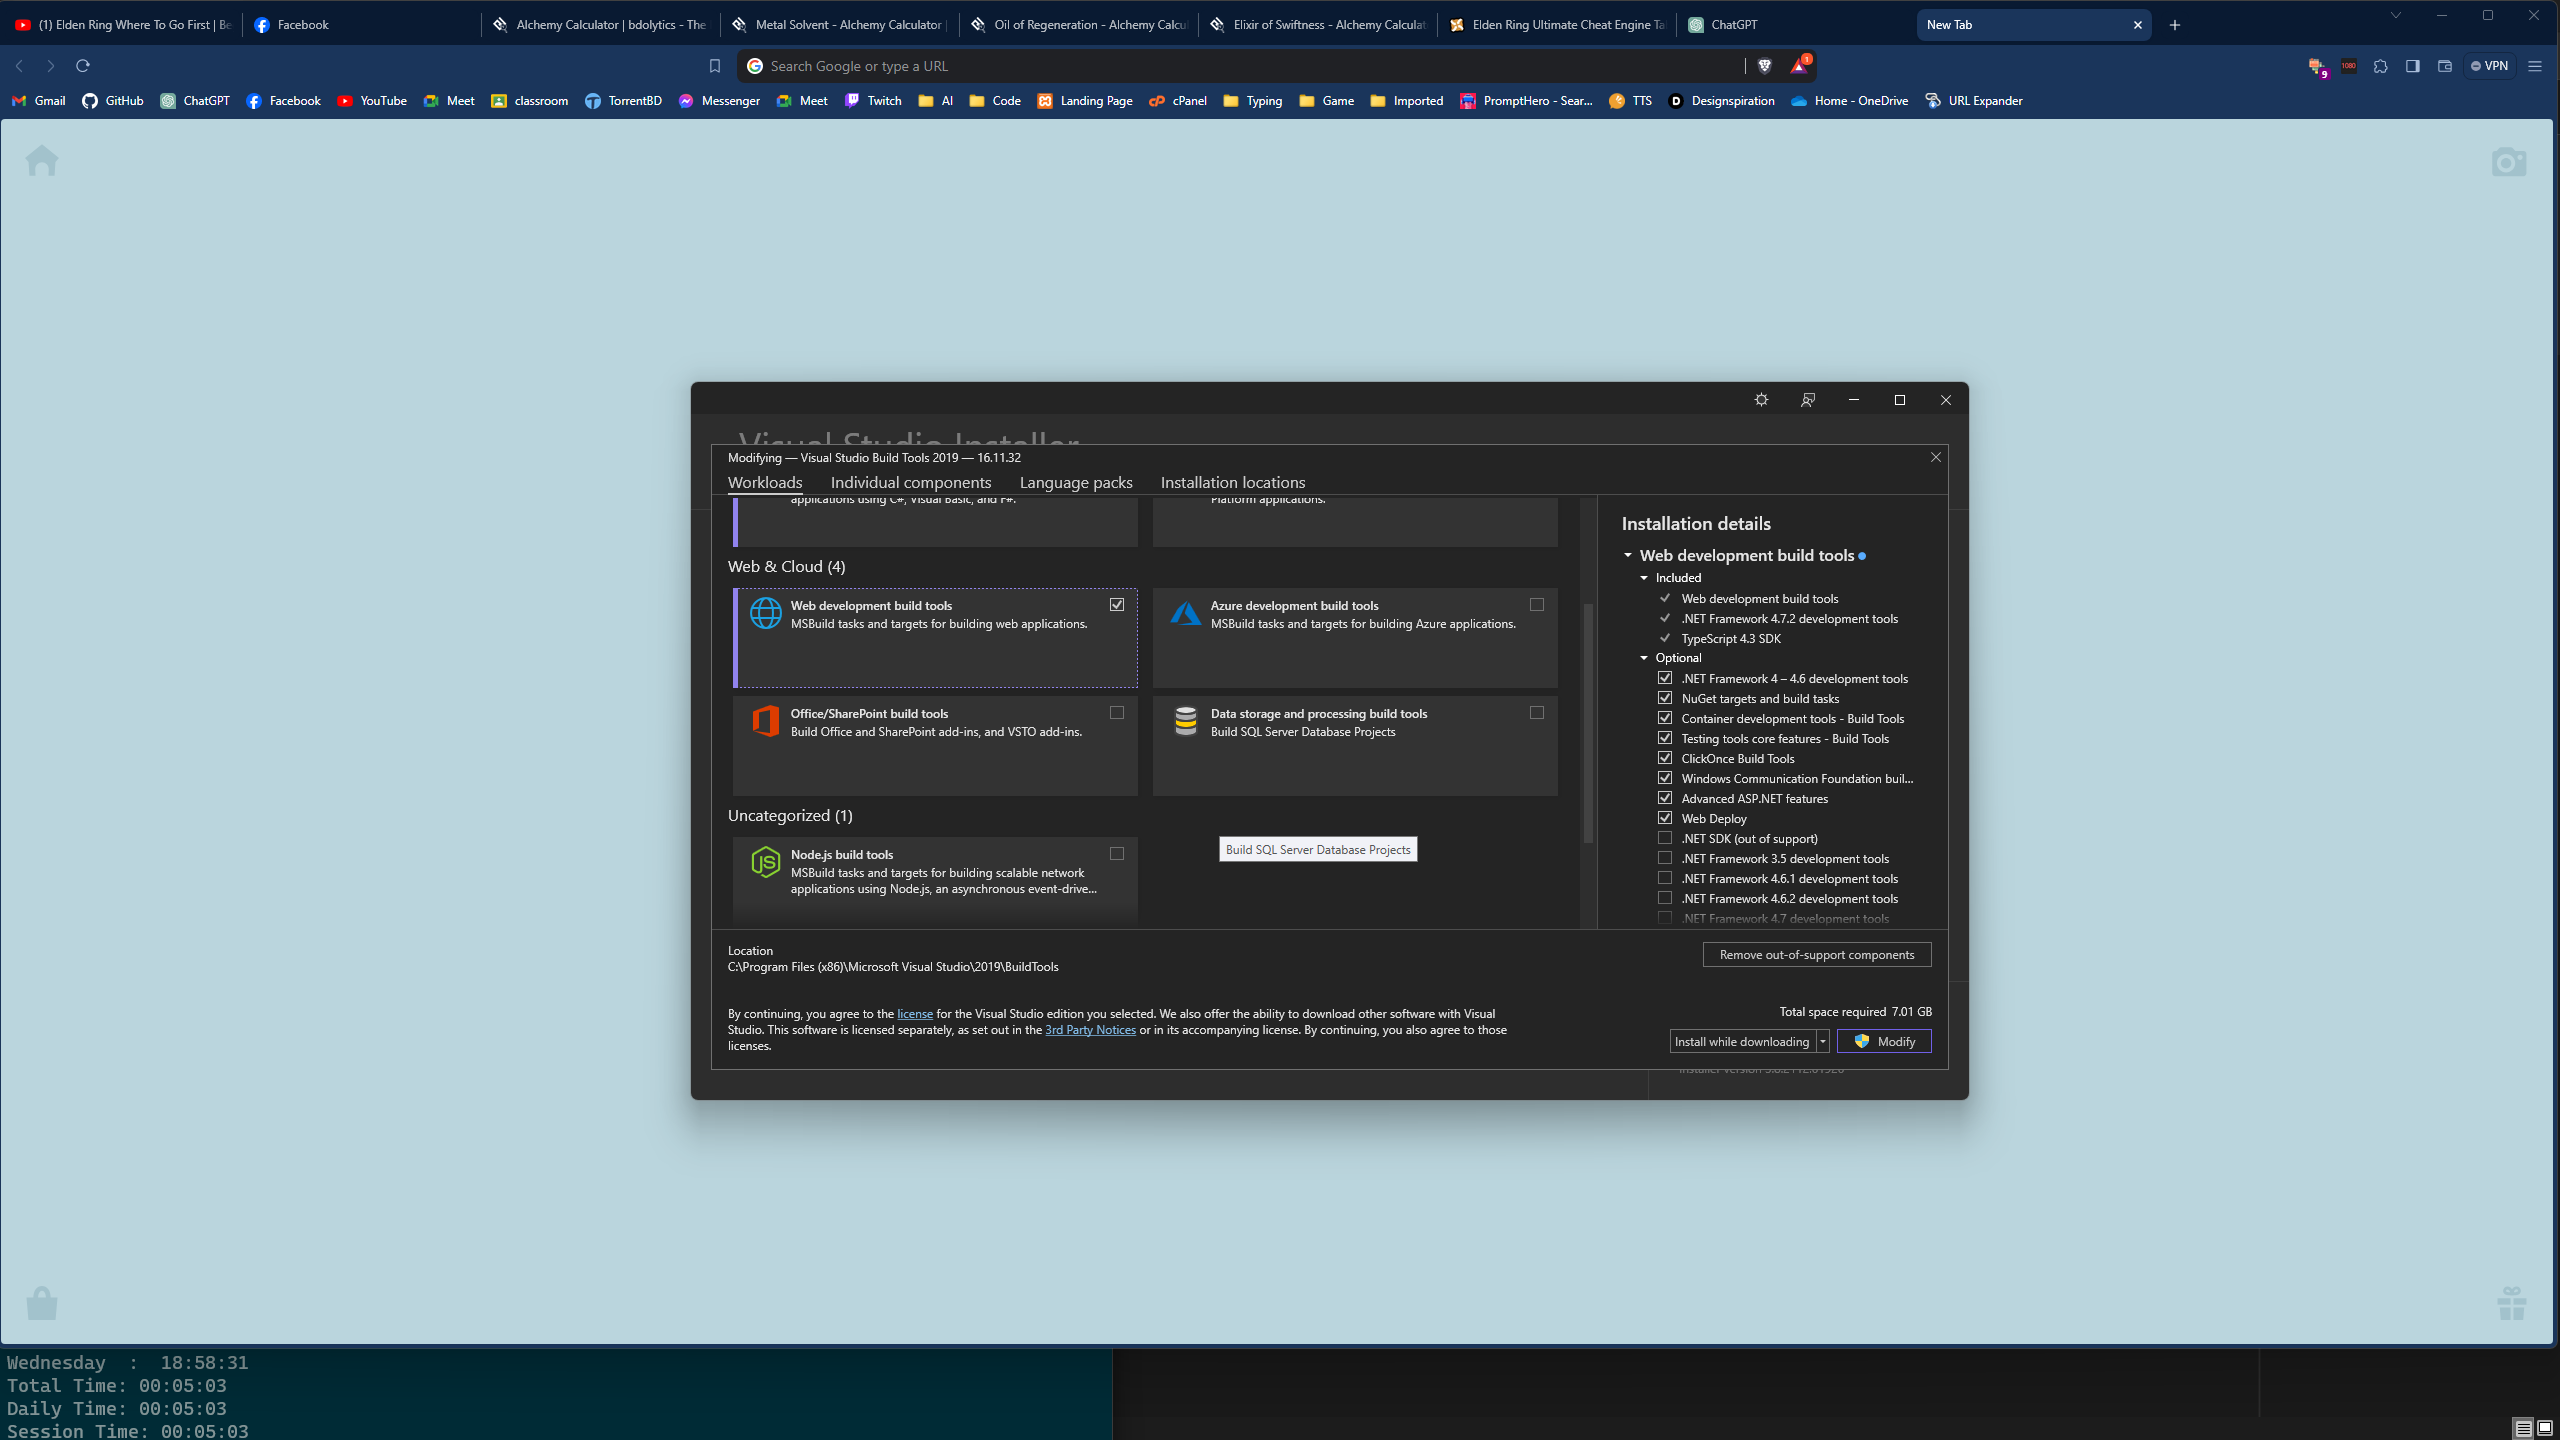 (1) Elden Ring Where To Go First | Be
Facebook
Alchemy Calculator | bdolytics - The
Metal Solvent - Alchemy Calculator |
Oil of Regeneration - Alchemy Calcul
Elixir of Swiftness - Alchemy Calculat
Elden Ring Ultimate Cheat Engine Ta
ChatGPT
New Tab
Search Google or type a URL
1
9
1080
VPN
Gmail
GitHub
ChatGPT
Facebook
YouTube
Meet
classroom
TorrentBD
Messenger
Meet
Twitch
AI
Code
Landing Page
cPanel
Typing
Game
Imported
PromptHero - Sear...
TTS
Designspiration
Home - OneDrive
URL Expander
Visual Studio Installer
Modifying — Visual Studio Build Tools 2019 — 16.11.32
Workloads
Individual components
Language packs
Installation locations
applications using C#, Visual Basic, and F#.
Platform applications.
Web & Cloud (4)
Web development build tools
MSBuild tasks and targets for building web applications.
Azure development build tools
MSBuild tasks and targets for building Azure applications.
Office/SharePoint build tools
Build Office and SharePoint add-ins, and VSTO add-ins.
Data storage and processing build tools
Build SQL Server Database Projects
Uncategorized (1)
Node.js build tools
MSBuild tasks and targets for building scalable network
applications using Node.js, an asynchronous event-drive...
Build SQL Server Database Projects
Installation details
Web development build tools
Included
Web development build tools
.NET Framework 4.7.2 development tools
TypeScript 4.3 SDK
Optional
.NET Framework 4 – 4.6 development tools
NuGet targets and build tasks
Container development tools - Build Tools
Testing tools core features - Build Tools
ClickOnce Build Tools
Windows Communication Foundation buil...
Advanced ASP.NET features
Web Deploy
.NET SDK (out of support)
.NET Framework 3.5 development tools
.NET Framework 4.6.1 development tools
.NET Framework 4.6.2 development tools
.NET Framework 4.7 development tools
Location
C:\Program Files (x86)\Microsoft Visual Studio\2019\BuildTools
Remove out-of-support components
By continuing, you agree to the license for the Visual Studio edition you selected. We also offer the ability to download other software with Visual
Studio. This software is licensed separately, as set out in the 3rd Party Notices or in its accompanying license. By continuing, you also agree to those
licenses.
Total space required 7.01 GB
Install while downloading
Modify
Wednesday : 18:58:31
Total Time: 00:05:03
Daily Time: 00:05:03
Session Time: 00:05:03